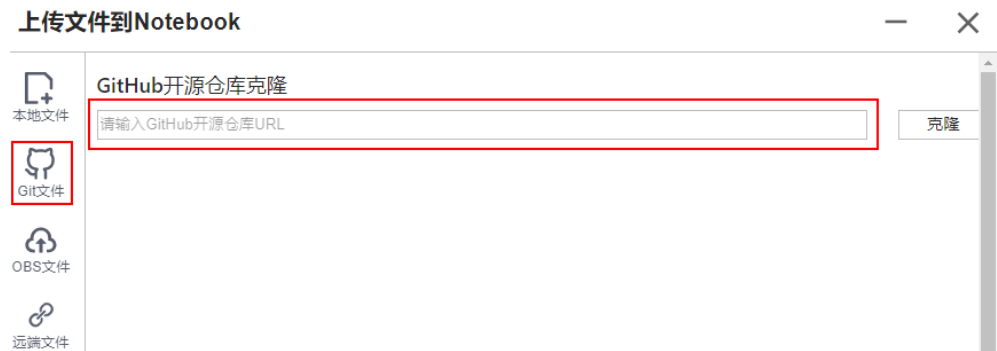 上传文件到Notebook
本地文件
Git文件
OBS文件
远端文件
GitHub开源仓库克隆
请输入GitHub开源仓库URL
克隆